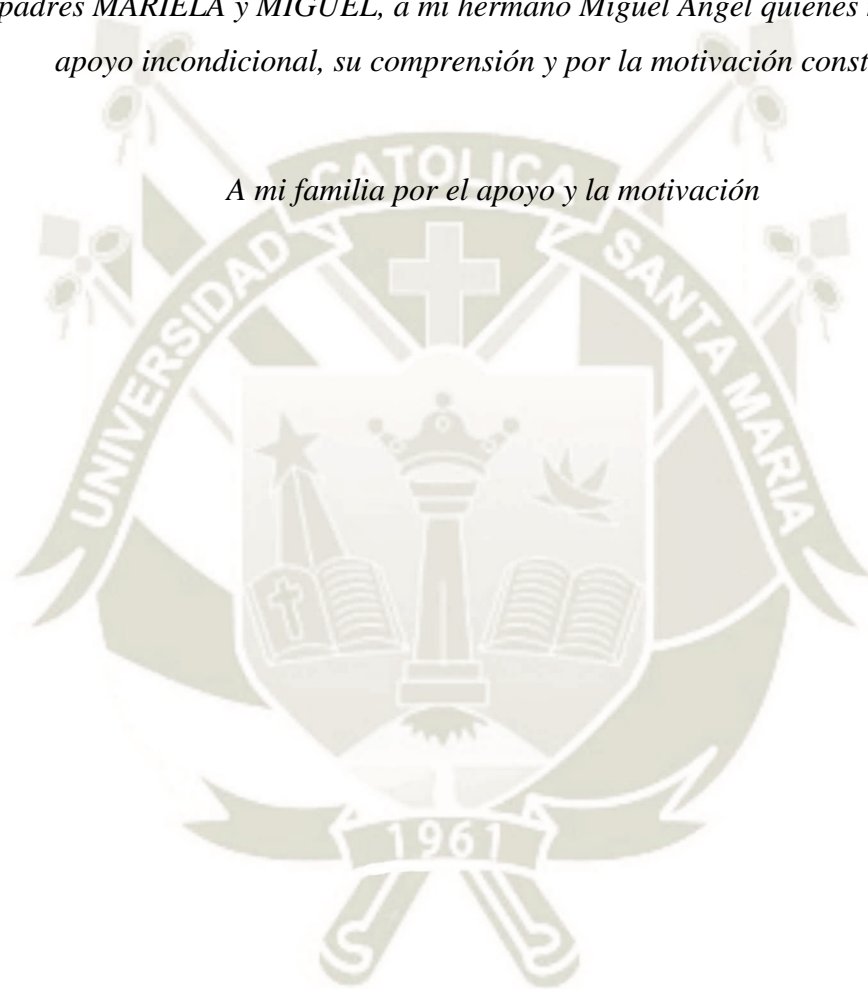 padres MARIELA y MIGUEL, a mi hermano Miguel Ángel quienes
apoyo incondicional, su comprensión y por la motivación
A mi familia por el apoyo y la motivación
UNIVERSIDAD CATOLICA SANTA MARIA
1961